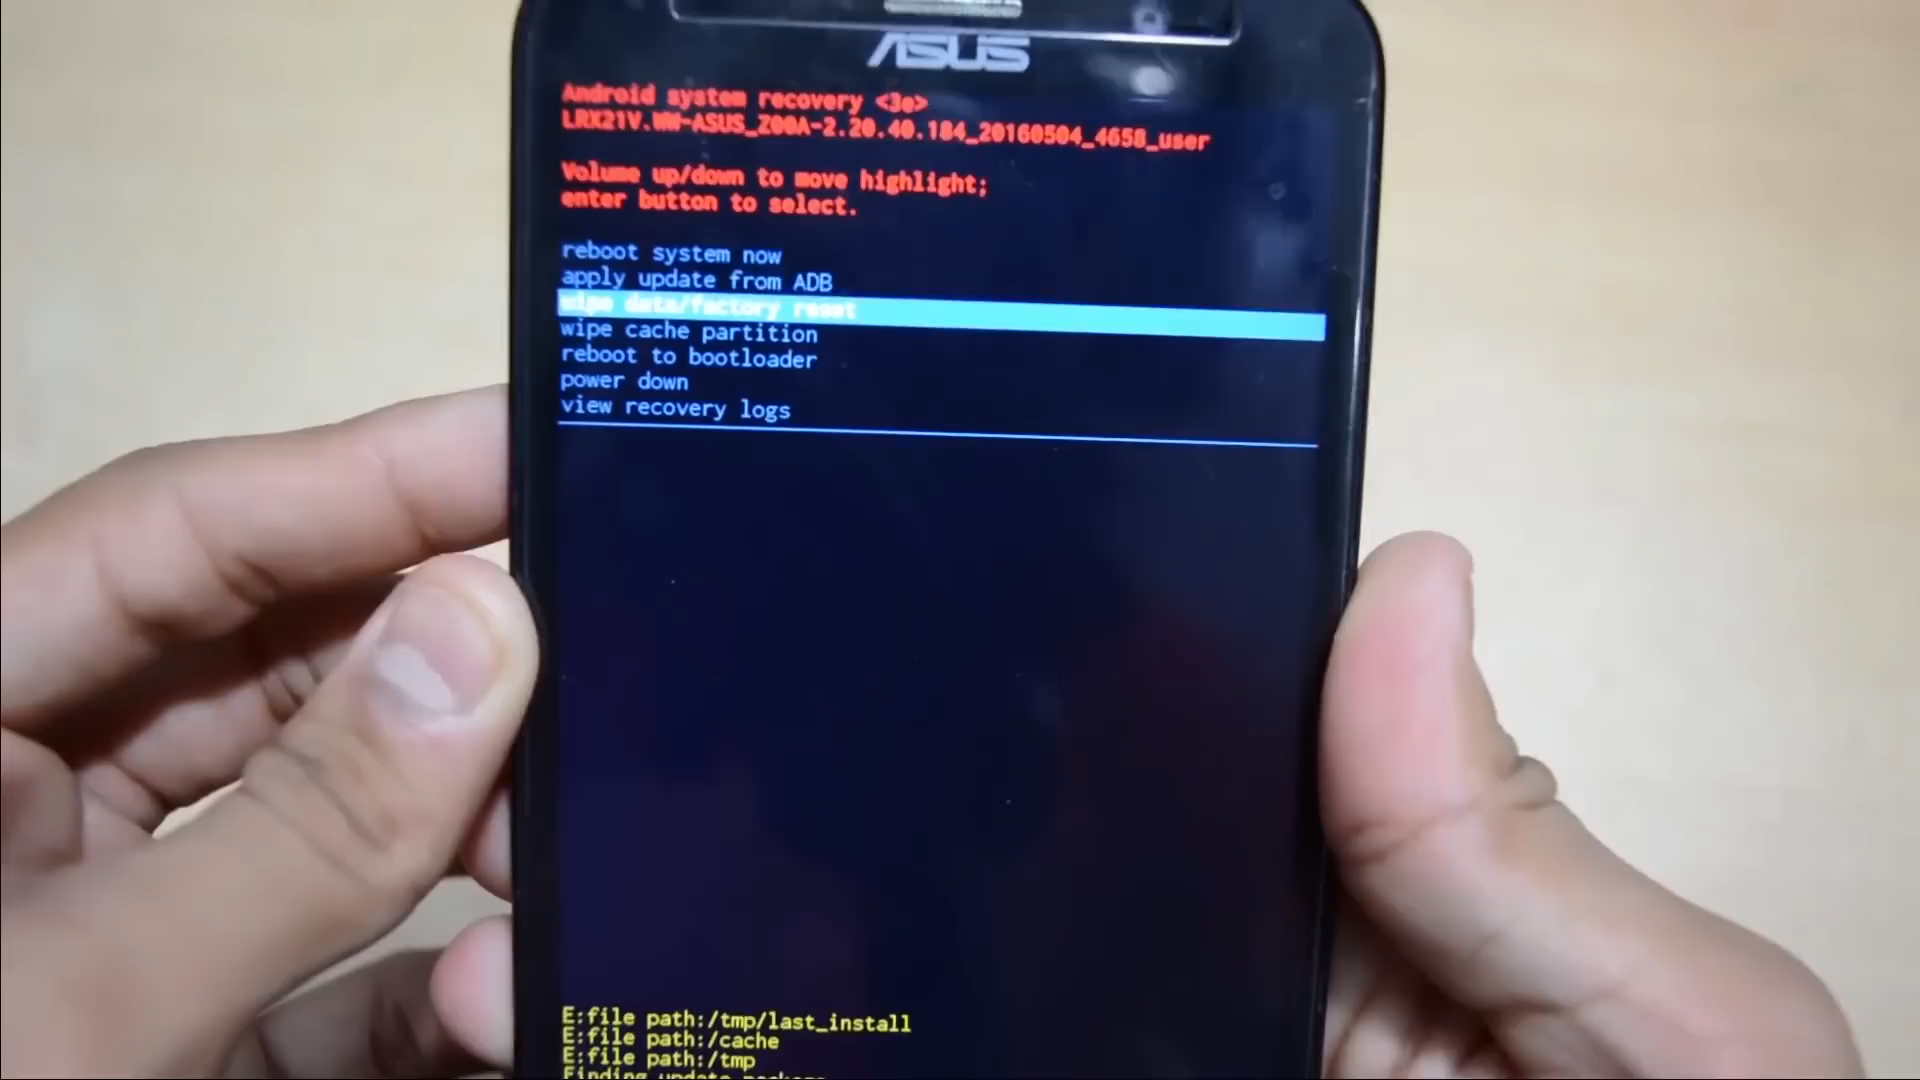 ASUS
Android system recovery <3e>
LRX21V.WW-ASUS_Z00A-2.20.40.184_20160504_4658_user
Volume up/down to move highlight;
enter button to select.
reboot system now
apply update from ADB
wipe data/factory reset
wipe cache partition
reboot to bootloader
power down
view recovery logs
E:file path:/tmp/last_install
E:file path:/cache
E:file path:/tmp
Finding update